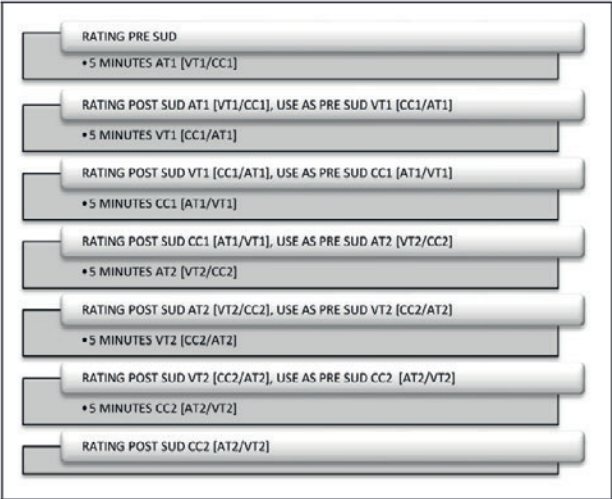 RATING PRE SUD
• 5 MINUTES AT1 [VT1/CC1]
RATING POST SUD AT1 [VT1/CC1], USE AS PRE SUD VT1 [CC1/AT1]
• 5 MINUTES VT1 [CC1/AT1]
RATING POST SUD VT1 [CC1/AT1], USE AS PRE SUD CC1 [AT1/VT1]
• 5 MINUTES CC1 [AT1/VT1]
RATING POST SUD CC1 [AT1/VT1], USE AS PRE SUD AT2 [VT2/CC2]
• 5 MINUTES AT2 [VT2/CC2]
RATING POST SUD AT2 [VT2/CC2], USE AS PRE SUD VT2 [CC2/AT2]
• 5 MINUTES VT2 [CC2/AT2]
RATING POST SUD VT2 [CC2/AT2], USE AS PRE SUD CC2 [AT2/VT2]
• 5 MINUTES CC2 [AT2/VT2]
RATING POST SUD CC2 [AT2/VT2]